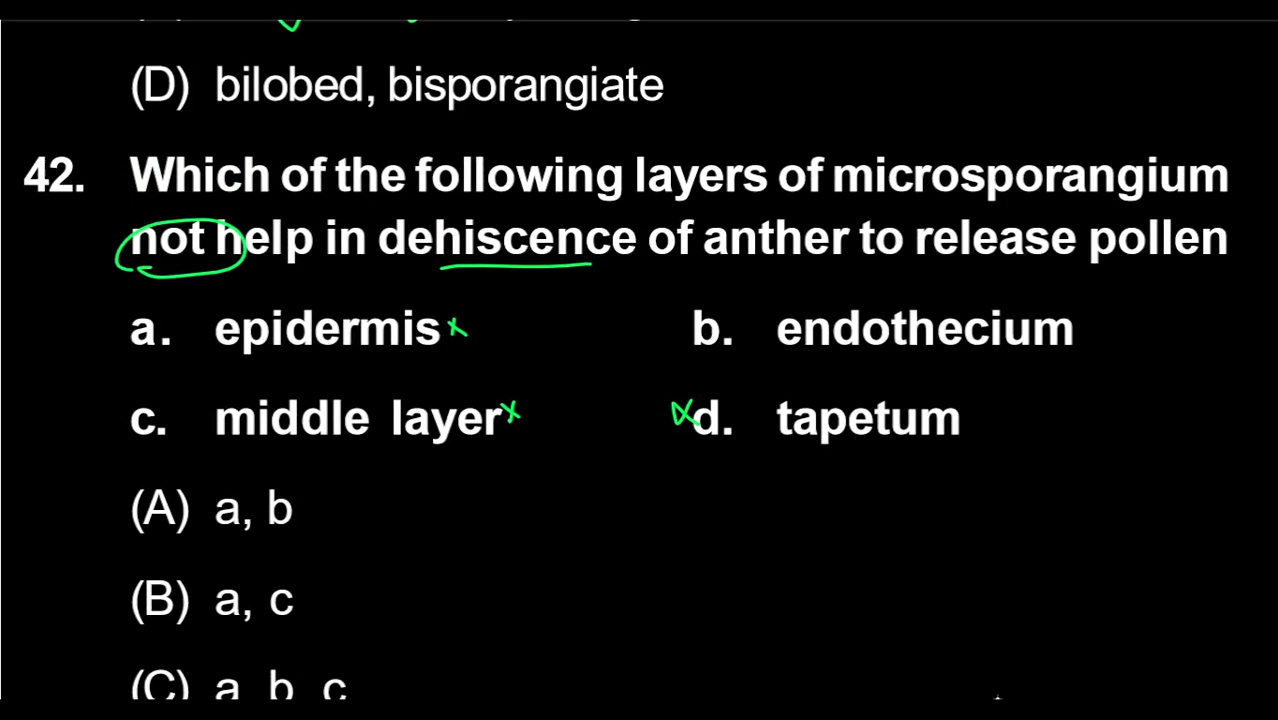 (D) bilobed, bisporangiate
42. Which of the following layers of microsporangium
not help in dehiscence of anther to release pollen
a. epidermis x b. endothecium
c. middle layer x x d. tapetum
(A) a, b
(B) a, c
(C) a, b, c